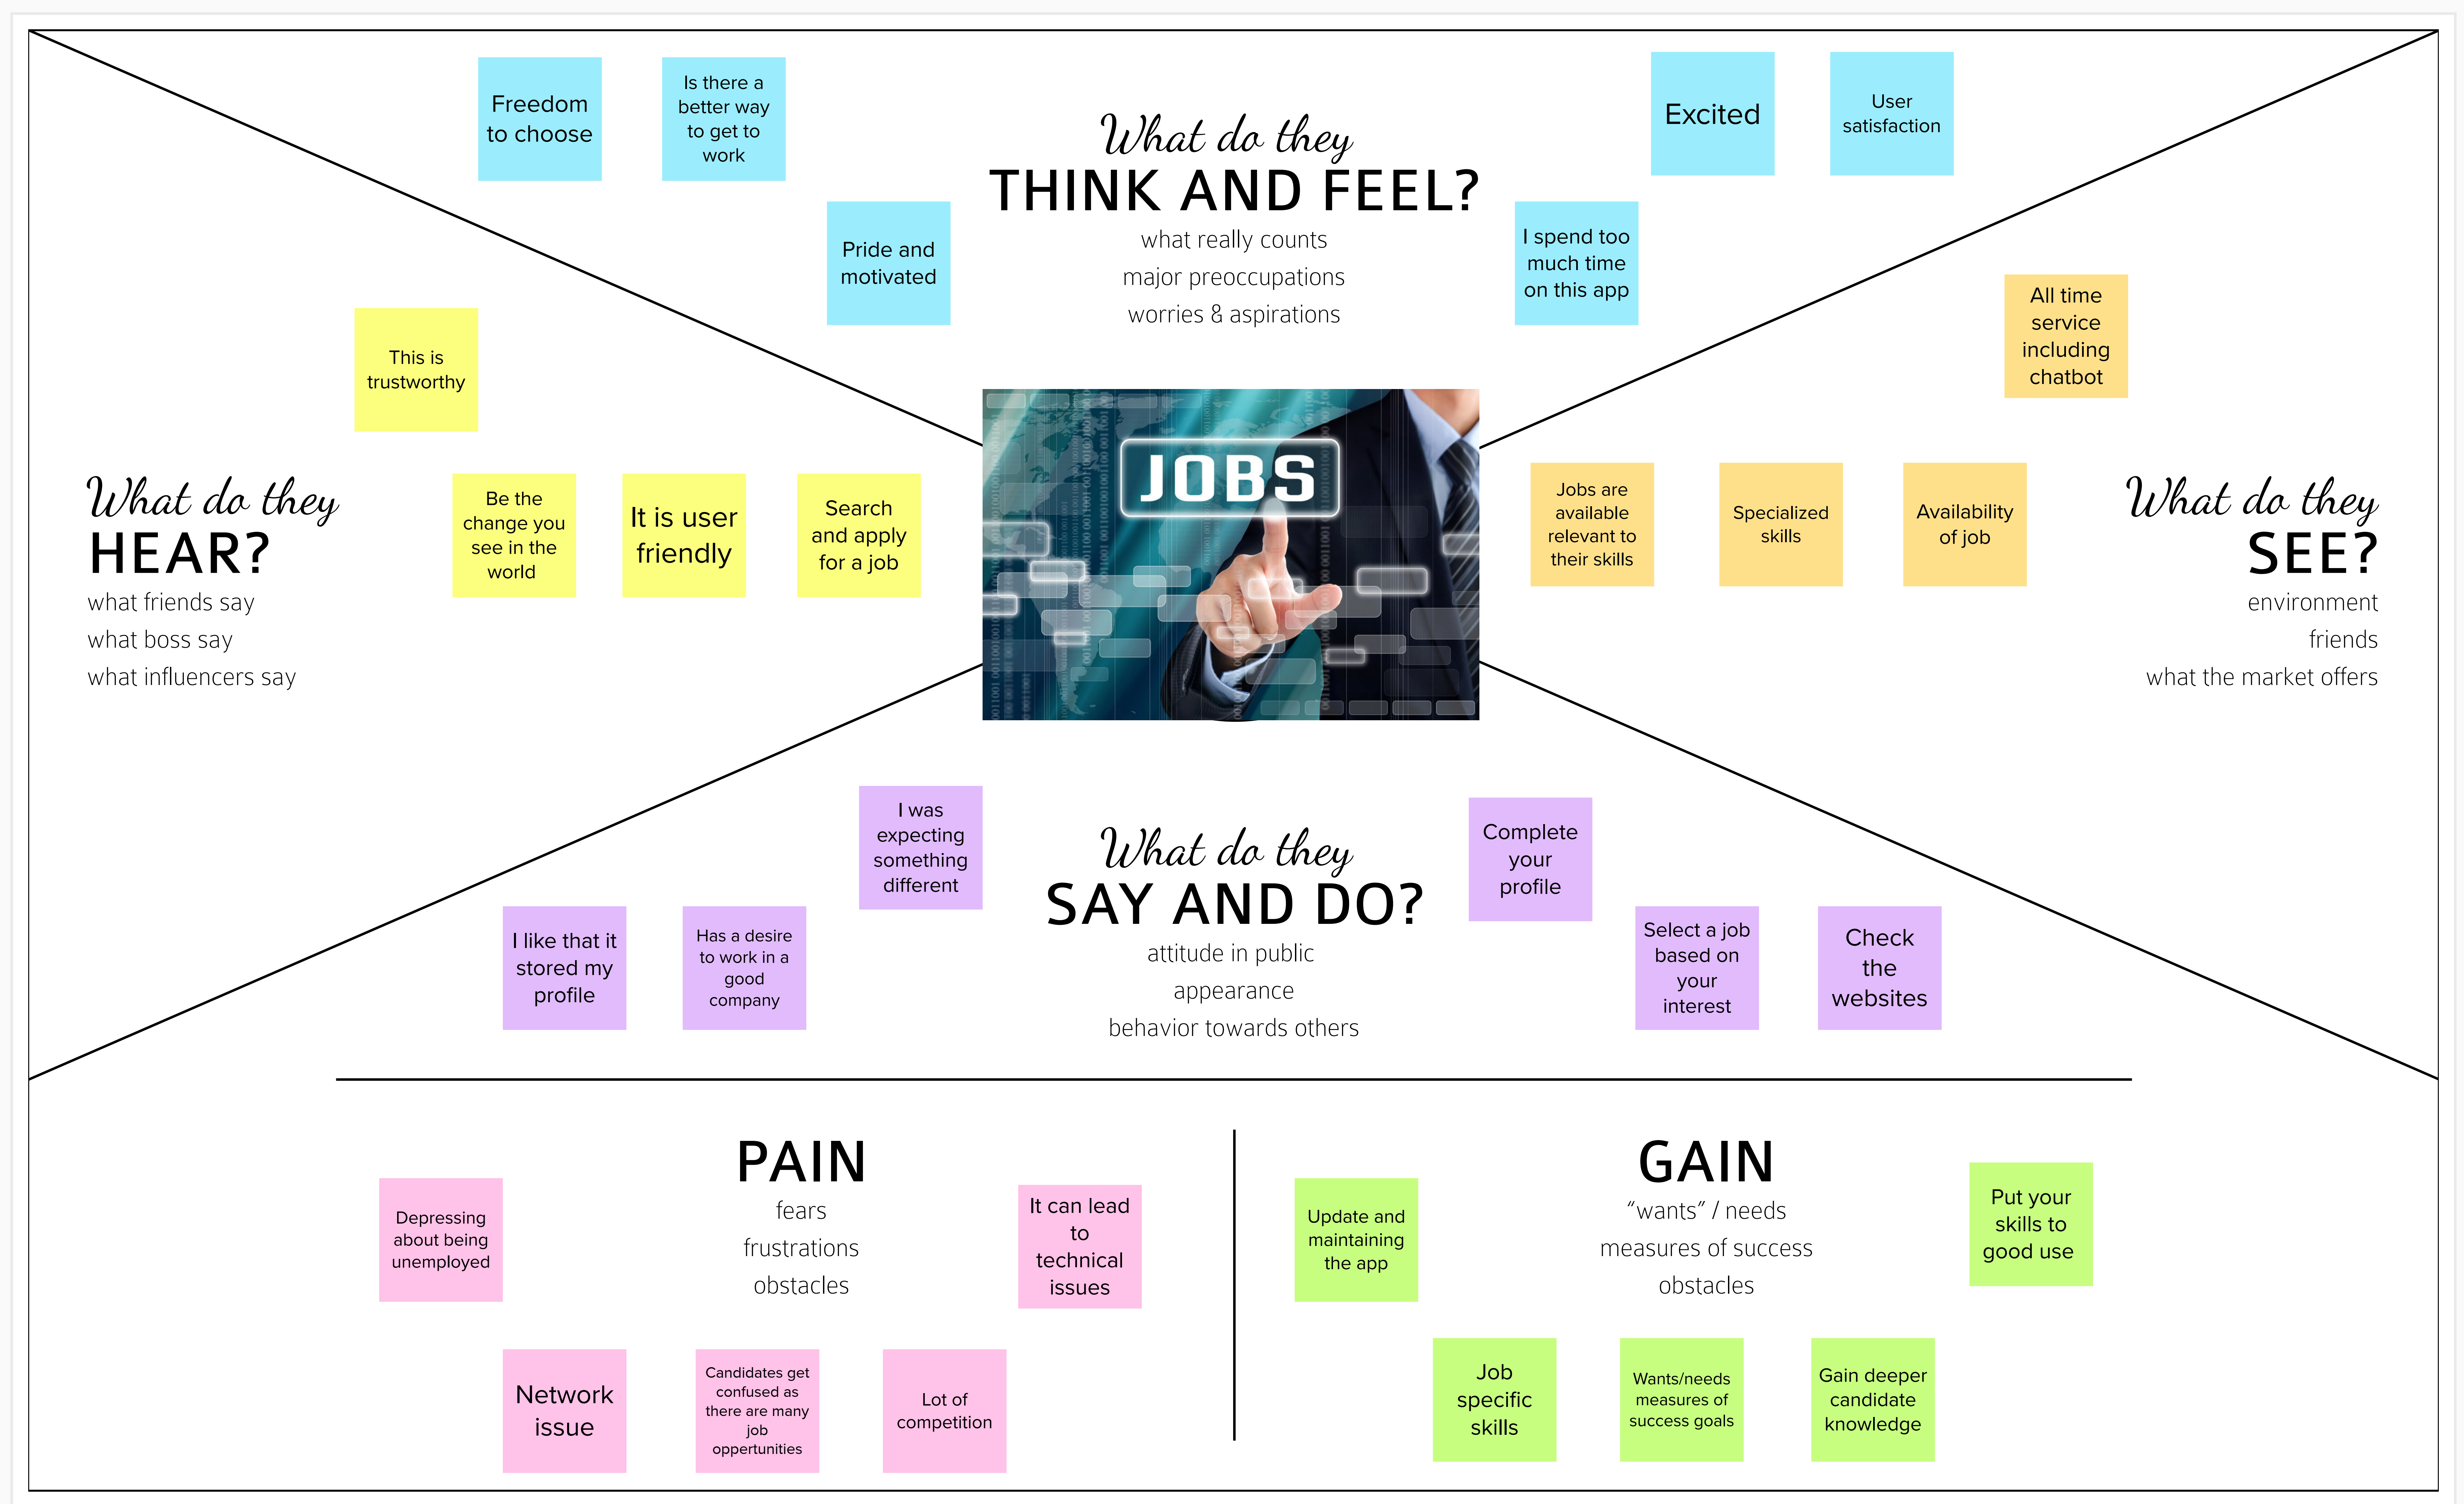 Freedom
to choose
Is there a
better way
to get to
work
Pride and
motivated
What do they
THINK AND FEEL?
what really counts
major preoccupations
worries & aspirations
Excited
User
satisfaction
I spend too
much time
on this app
This is
trustworthy
What do they
HEAR?
what friends say
what boss say
what influencers say
Be the
change you
see in the
world
It is user
friendly
Search
and apply
for a job
JOBS
All time
service
including
chatbot
Jobs are
available
relevant to
their skills
Specialized
skills
Availability
of job
What do they
SEE?
environment
friends
what the market offers
I was
expecting
something
different
I like that it
stored my
profile
Has a desire
to work in a
good
company
What do they
SAY AND DO?
attitude in public
appearance
behavior towards others
Complete
your
profile
Select a job
based on
your
interest
Check
the
websites
PAIN
fears
frustrations
obstacles
Depressing
about being
unemployed
It can lead
to
technical
issues
Network
issue
Candidates get
confused as
there are many
job
oppertunities
Lot of
competition
GAIN
“wants” / needs
measures of success
obstacles
Update and
maintaining
the app
Put your
skills to
good use
Job
specific
skills
Wants/needs
measures of
success goals
Gain deeper
candidate
knowledge